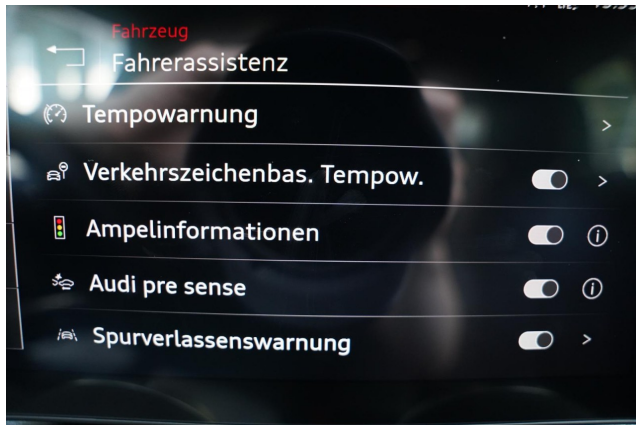 Fahrzeug
Fahrerassistenz
Tempowarnung
Verkehrszeichenbas. Tempow.
Ampelinformationen
Audi pre sense
Spurverlassenswarnung